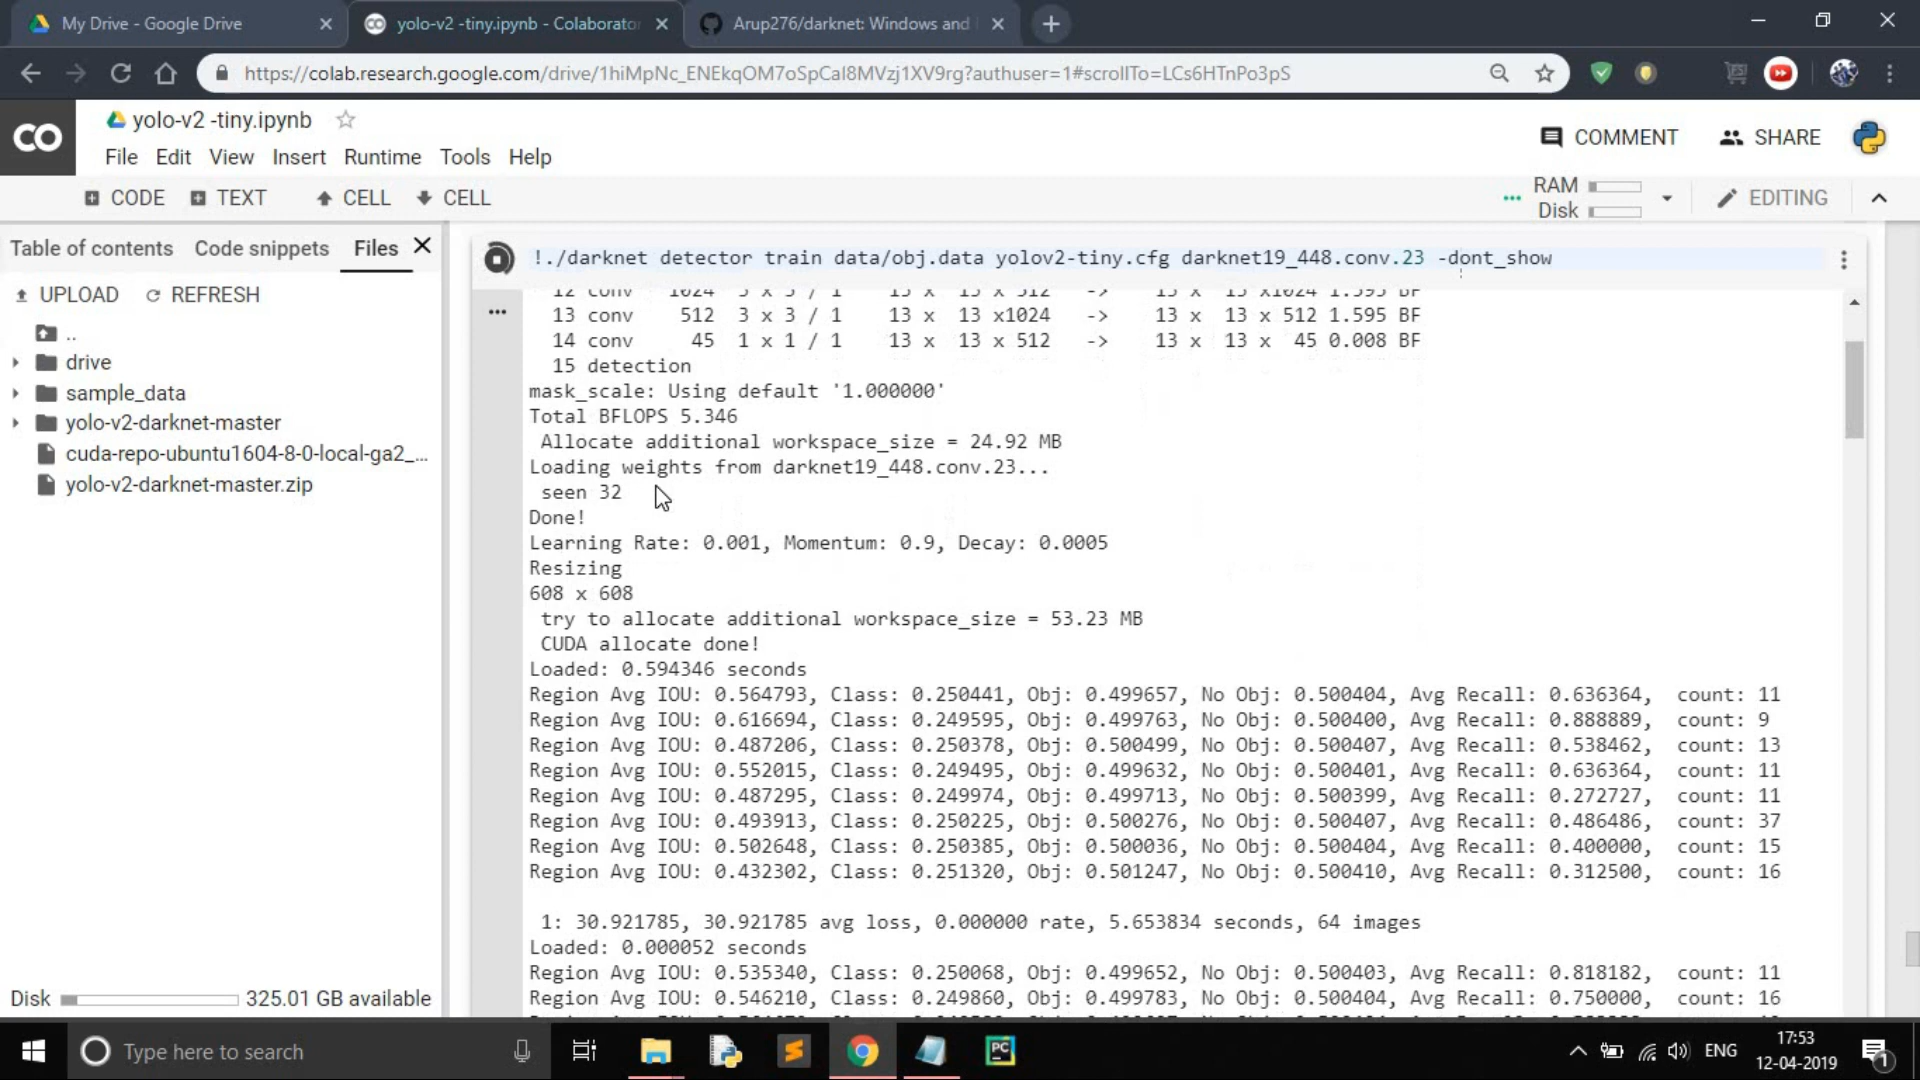 My Drive - Google Drive
yolo-v2 -tiny.ipynb - Colaborator
Arup276/darknet: Windows and
https://colab.research.google.com/drive/1hiMpNc_ENEkqOM7oSpCaI8MVzj1XV9rg?authuser=1#scrollTo=LCs6HTnPo3pS
CO
yolo-v2 -tiny.ipynb
File Edit View Insert Runtime Tools Help
COMMENT
SHARE
CODE TEXT CELL CELL
RAM
Disk
EDITING
Table of contents Code snippets Files
UPLOAD REFRESH
..
drive
sample_data
yolo-v2-darknet-master
cuda-repo-ubuntu1604-8-0-local-ga2_...
yolo-v2-darknet-master.zip
Disk 325.01 GB available
!./darknet detector train data/obj.data yolov2-tiny.cfg darknet19_448.conv.23 -dont_show
12 conv 1024 3 x 3 / 1 13 x 13 x 512 -> 13 x 13 x1024 1.595 BF
13 conv 512 3 x 3 / 1 13 x 13 x1024 -> 13 x 13 x 512 1.595 BF
14 conv 45 1 x 1 / 1 13 x 13 x 512 -> 13 x 13 x 45 0.008 BF
15 detection
mask_scale: Using default '1.000000'
Total BFLOPS 5.346
Allocate additional workspace_size = 24.92 MB
Loading weights from darknet19_448.conv.23...
seen 32
Done!
Learning Rate: 0.001, Momentum: 0.9, Decay: 0.0005
Resizing
608 x 608
try to allocate additional workspace_size = 53.23 MB
CUDA allocate done!
Loaded: 0.594346 seconds
Region Avg IOU: 0.564793, Class: 0.250441, Obj: 0.499657, No Obj: 0.500404, Avg Recall: 0.636364, count: 11
Region Avg IOU: 0.616694, Class: 0.249595, Obj: 0.499763, No Obj: 0.500400, Avg Recall: 0.888889, count: 9
Region Avg IOU: 0.487206, Class: 0.250378, Obj: 0.500499, No Obj: 0.500407, Avg Recall: 0.538462, count: 13
Region Avg IOU: 0.552015, Class: 0.249495, Obj: 0.499632, No Obj: 0.500401, Avg Recall: 0.636364, count: 11
Region Avg IOU: 0.487295, Class: 0.249974, Obj: 0.499713, No Obj: 0.500399, Avg Recall: 0.272727, count: 11
Region Avg IOU: 0.493913, Class: 0.250225, Obj: 0.500276, No Obj: 0.500407, Avg Recall: 0.486486, count: 37
Region Avg IOU: 0.502648, Class: 0.250385, Obj: 0.500036, No Obj: 0.500404, Avg Recall: 0.400000, count: 15
Region Avg IOU: 0.432302, Class: 0.251320, Obj: 0.501247, No Obj: 0.500410, Avg Recall: 0.312500, count: 16
1: 30.921785, 30.921785 avg loss, 0.000000 rate, 5.653834 seconds, 64 images
Loaded: 0.000052 seconds
Region Avg IOU: 0.535340, Class: 0.250068, Obj: 0.499652, No Obj: 0.500403, Avg Recall: 0.818182, count: 11
Region Avg IOU: 0.546210, Class: 0.249860, Obj: 0.499783, No Obj: 0.500404, Avg Recall: 0.750000, count: 16
Type here to search
PC
ENG
17:53
12-04-2019
1